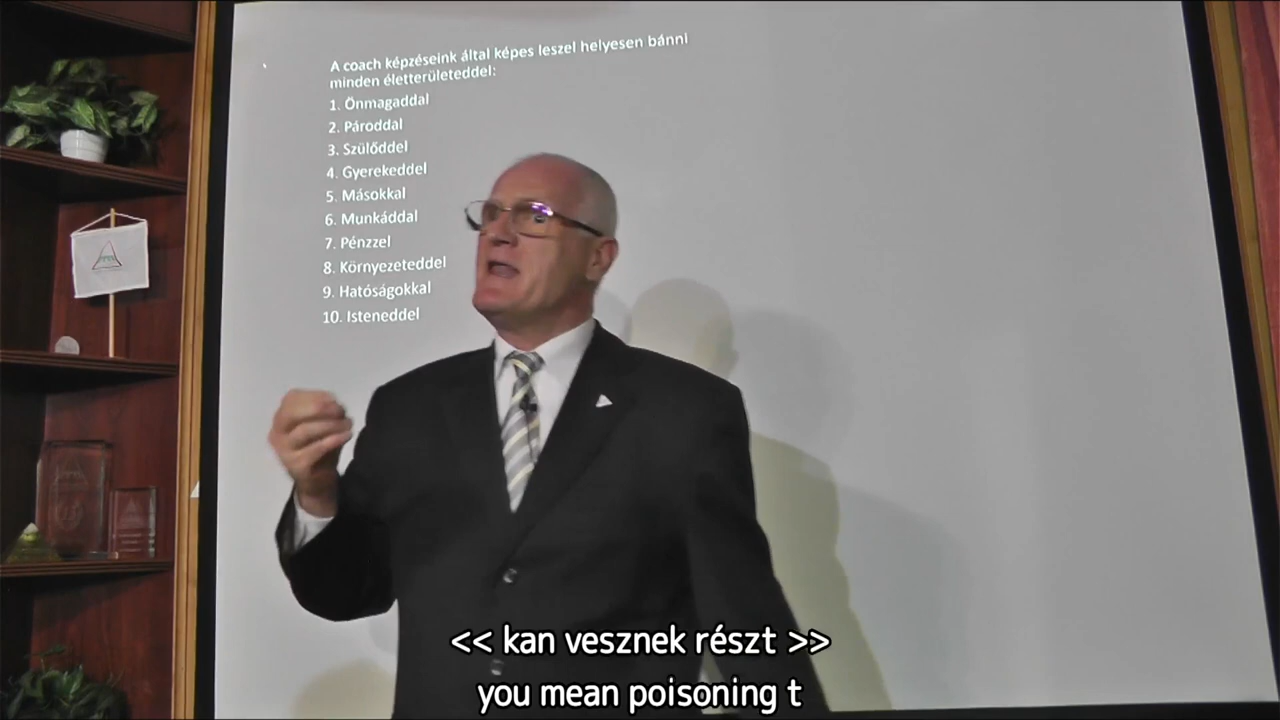 A coach képzéseink által képes leszel helyesen bánni
minden életterületeddel:
1. Önmagaddal
2. Pároddal
3. Szülőddel
4. Gyerekeddel
5. Másokkal
6. Munkáddal
7. Pénzzel
8. Környezeteddel
9. Hatóságokkal
10. Isteneddel
<< kan vesznek részt >>
you mean poisoning t